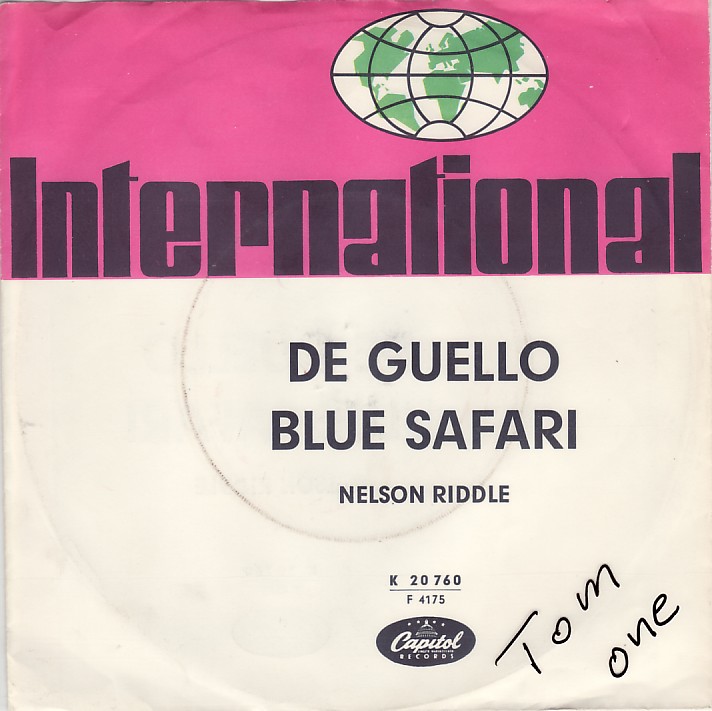 International
DE GUELLO
BLUE SAFARI
NELSON RIDDLE
K 20 760
F 4175
Capitol
RECORDS
Tom
one